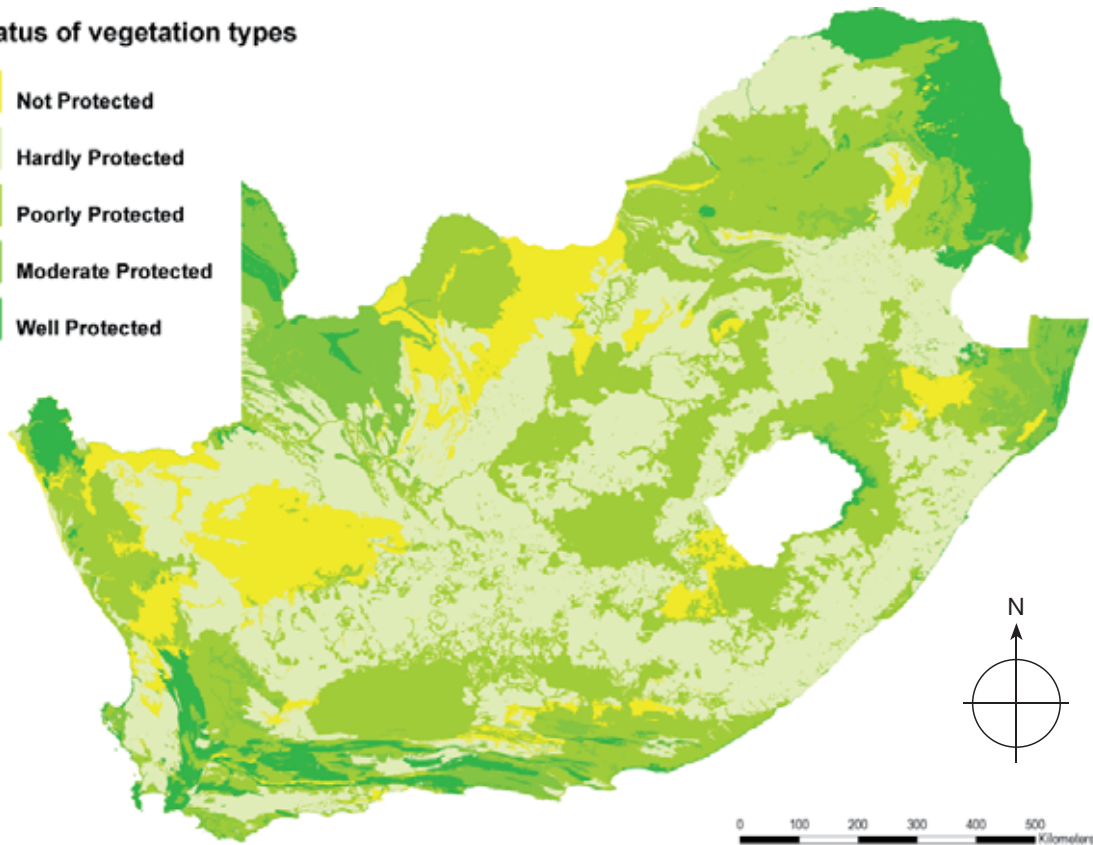 atus of vegetation types
Not Protected
Hardly Protected
Poorly Protected
Moderate Protected
Well Protected
N
0 100 200 300 400 500
Kilometers